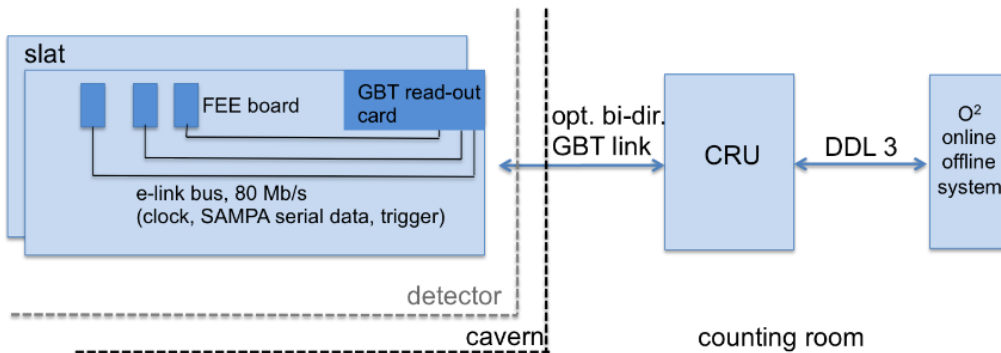 slat
FEE board
GBT read-out
card
e-link bus, 80 Mb/s
(clock, SAMPA serial data, trigger)
detector
cavern
opt. bi-dir.
GBT link
CRU
DDL 3
O²
online
offline
system
counting room